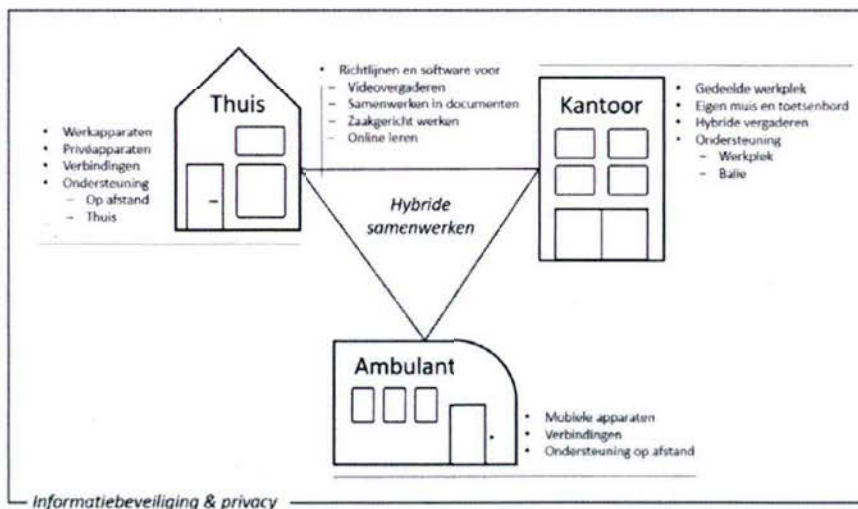 Thuis
• Werkapparaten
• Privéapparaten
• Verbindingen
• Ondersteuning
– Op afstand
– Thuis
• Richtlijnen en software voor
– Videovergaderen
– Samenwerken in documenten
– Zaakgericht werken
– Online leren
Kantoor
• Gedeelde werkplek
• Eigen muis en toetsenbord
• Hybride vergaderen
• Ondersteuning
– Werkplek
– Balie
Hybride
samenwerken
Ambulant
• Mobiele apparaten
• Verbindingen
• Ondersteuning op afstand
Informatiebeveiliging & privacy